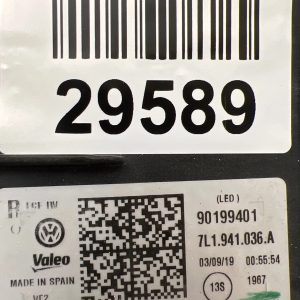 29589
(LED)
90199401
7L1.941.036.A
Valeo
03/09/19 00:55:54
MADE IN SPAIN
13S 1967